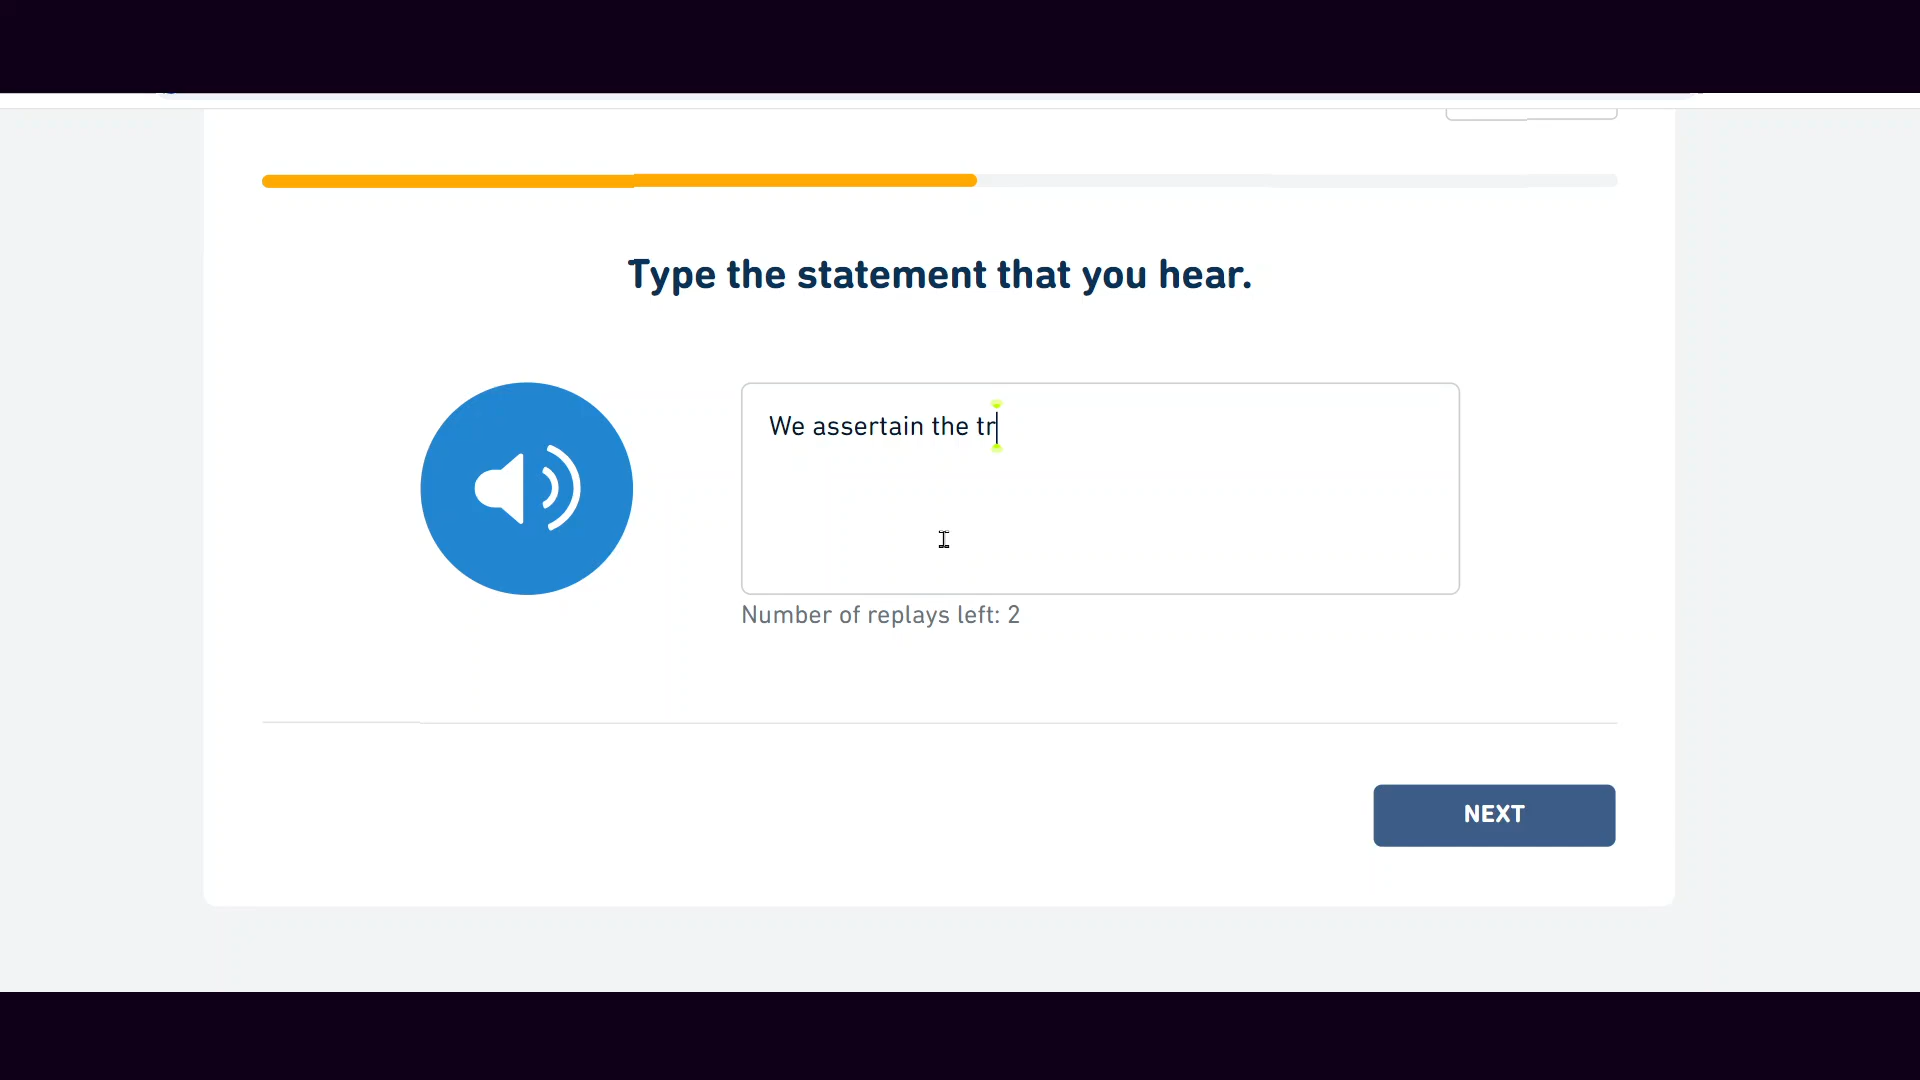 Type the statement that you hear.
We assertain the tr
Number of replays left: 2
NEXT